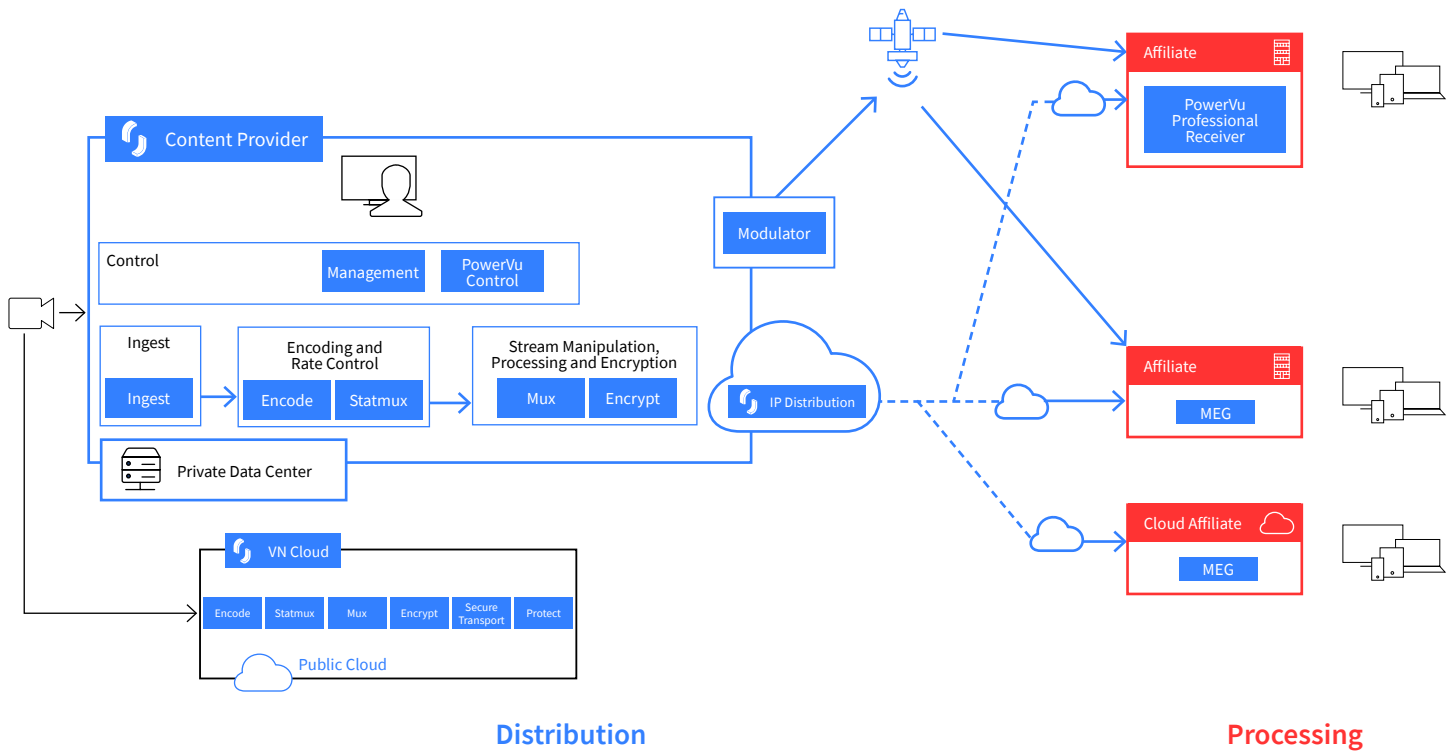 Content Provider
Control
Management
PowerVu
Control
Ingest
Ingest
Encoding and
Rate Control
Encode
Statmux
Stream Manipulation,
Processing and Encryption
Mux
Encrypt
Private Data Center
Modulator
IP Distribution
VN Cloud
Encode
Statmux
Mux
Encrypt
Secure
Transport
Protect
Public Cloud
Affiliate
PowerVu
Professional
Receiver
Affiliate
MEG
Cloud Affiliate
MEG
Distribution
Processing